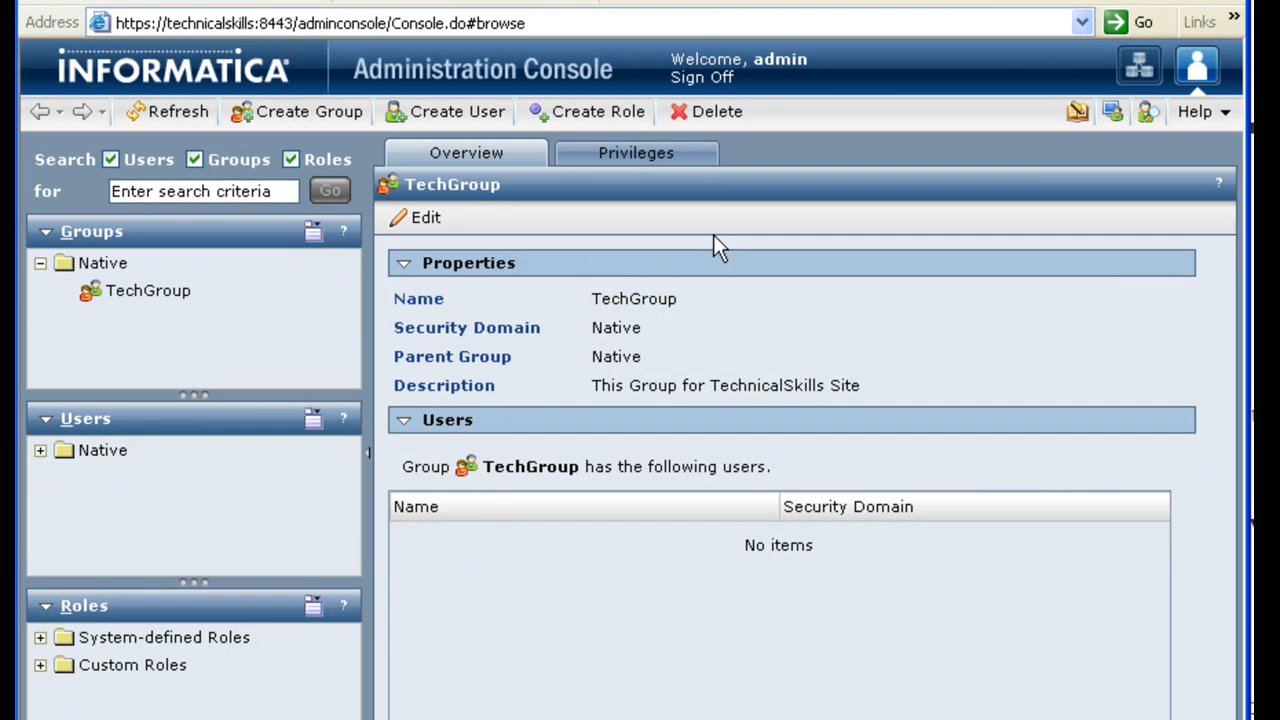 Address https://technicalskills:8443/adminconsole/Console.do#browse Go Links »
INFORMATICA Administration Console Welcome, admin
Sign Off
Refresh Create Group Create User Create Role Delete Help
Search Users Groups Roles
for Enter search criteria Go
Groups ?
Native
TechGroup
Users ?
Native
Roles ?
System-defined Roles
Custom Roles
Overview Privileges
TechGroup ?
Edit
Properties
Name TechGroup
Security Domain Native
Parent Group Native
Description This Group for TechnicalSkills Site
Users
Group TechGroup has the following users.
Name Security Domain
No items